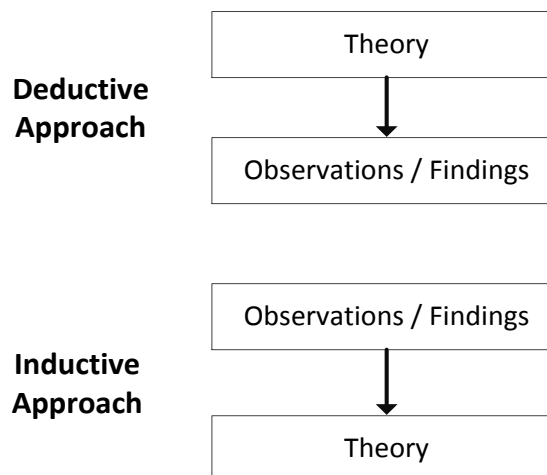 Theory
Deductive
Approach
Observations / Findings
Observations / Findings
Inductive
Approach
Theory